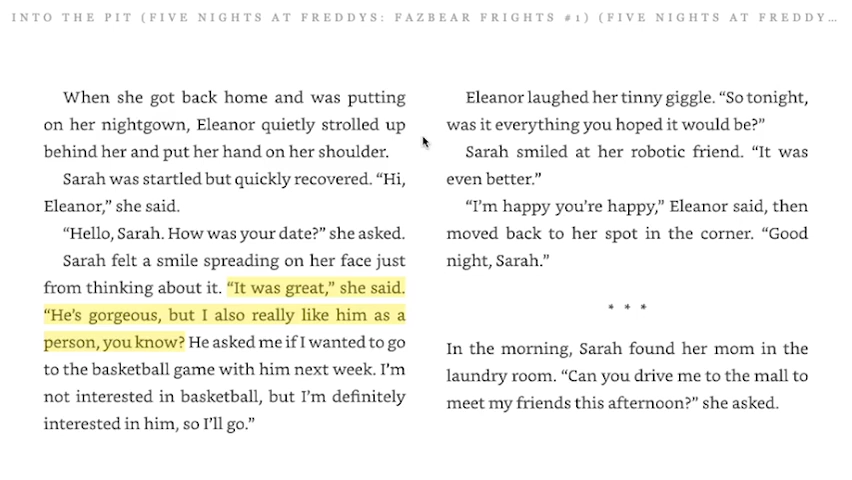 INTO THE PIT (FIVE NIGHTS AT FREDDYS: FAZBEAR FRIGHTS #1) (FIVE NIGHTS AT FREDDY…
When she got back home and was putting
on her nightgown, Eleanor quietly strolled up
behind her and put her hand on her shoulder.
Sarah was startled but quickly recovered. “Hi,
Eleanor,” she said.
“Hello, Sarah. How was your date?” she asked.
Sarah felt a smile spreading on her face just
from thinking about it. “It was great,” she said.
“He’s gorgeous, but I also really like him as a
person, you know? He asked me if I wanted to go
to the basketball game with him next week. I’m
not interested in basketball, but I’m definitely
interested in him, so I’ll go.”
Eleanor laughed her tinny giggle. “So tonight,
was it everything you hoped it would be?”
Sarah smiled at her robotic friend. “It was
even better.”
“I’m happy you’re happy,” Eleanor said, then
moved back to her spot in the corner. “Good
night, Sarah.”
* * *
In the morning, Sarah found her mom in the
laundry room. “Can you drive me to the mall to
meet my friends this afternoon?” she asked.